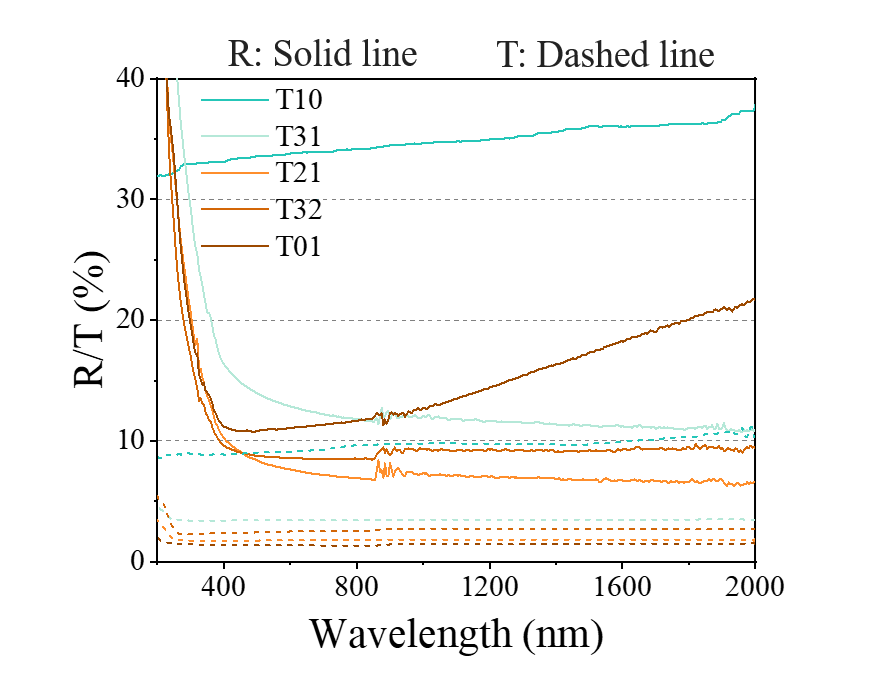 R: Solid line T: Dashed line
40
30
20
10
0
R/T (%)
T10
T31
T21
T32
T01
400 800 1200 1600 2000
Wavelength (nm)